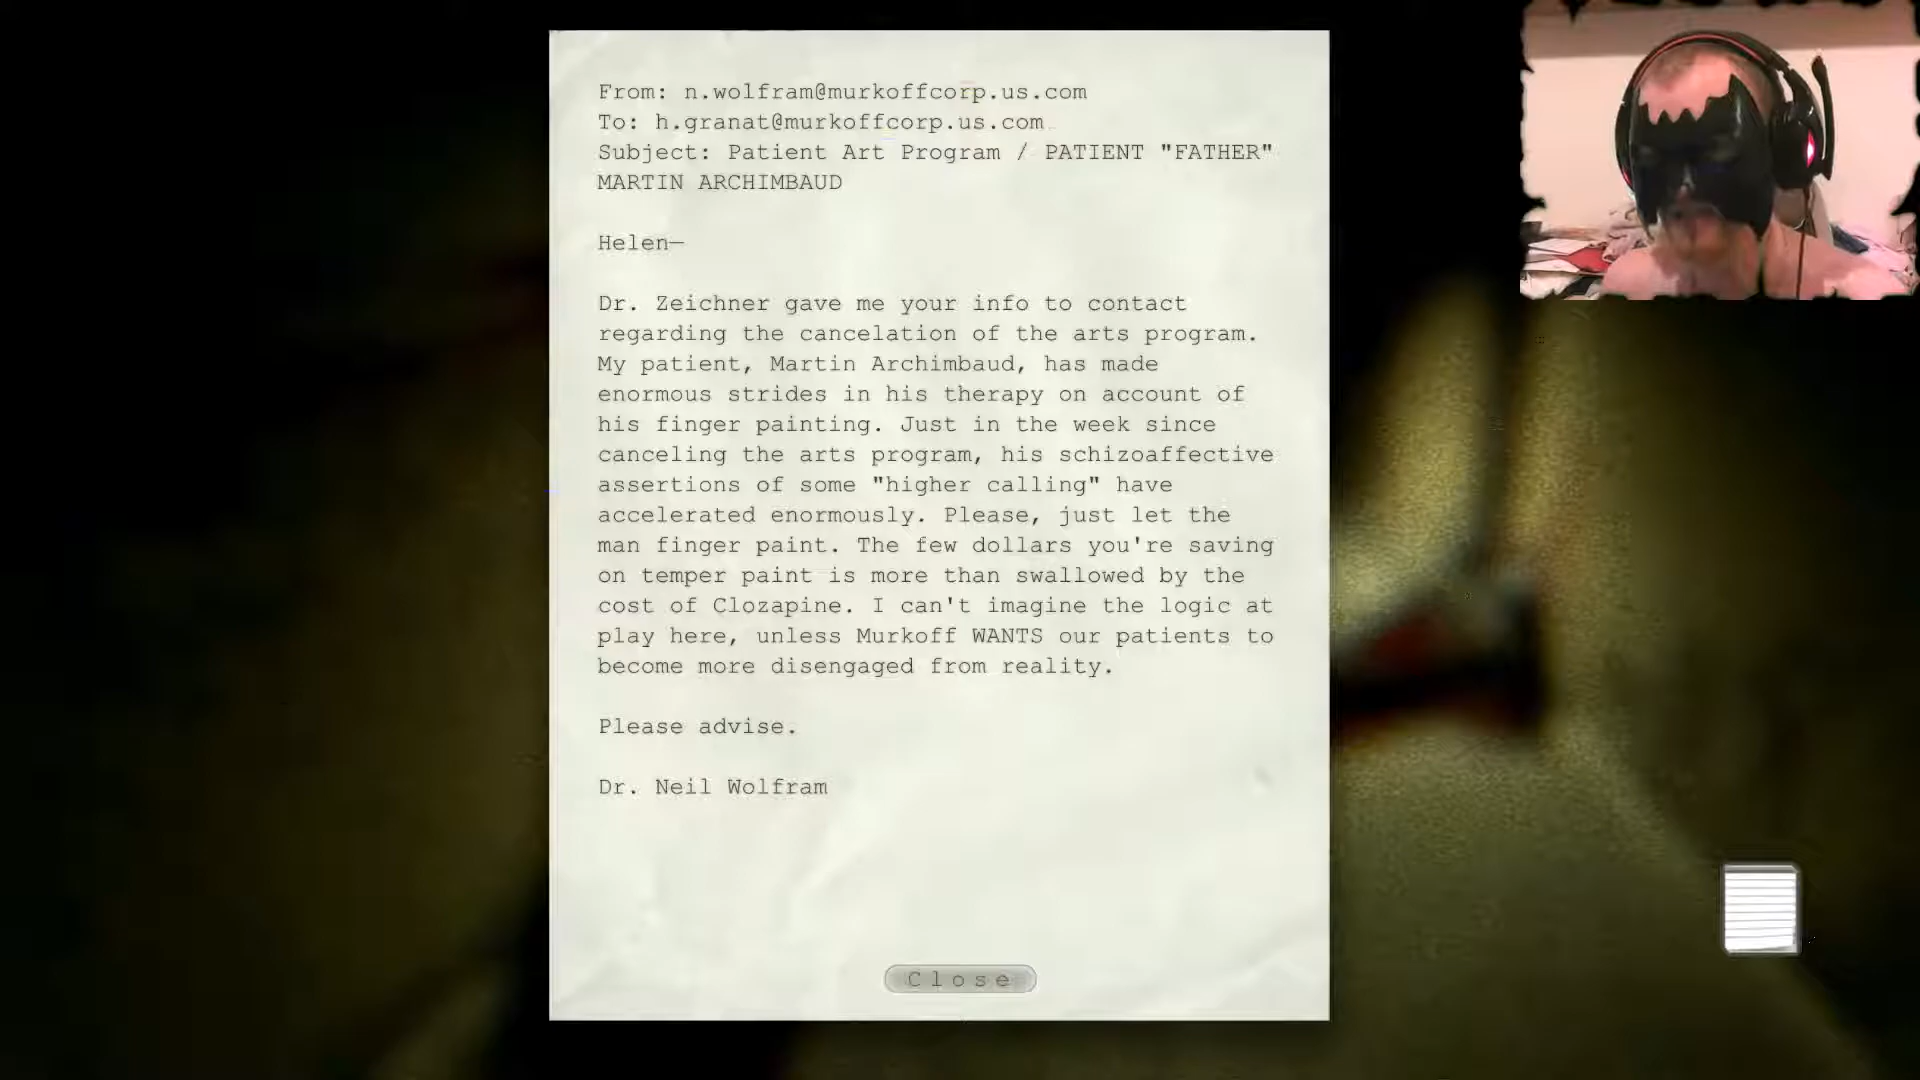 From: n.wolfram@murkoffcorp.us.com
To: h.granat@murkoffcorp.us.com
Subject: Patient Art Program / PATIENT "FATHER"
MARTIN ARCHIMBAUD
Helen—
Dr. Zeichner gave me your info to contact
regarding the cancelation of the arts program.
My patient, Martin Archimbaud, has made
enormous strides in his therapy on account of
his finger painting. Just in the week since
canceling the arts program, his schizoaffective
assertions of some "higher calling" have
accelerated enormously. Please, just let the
man finger paint. The few dollars you're saving
on temper paint is more than swallowed by the
cost of Clozapine. I can't imagine the logic at
play here, unless Murkoff WANTS our patients to
become more disengaged from reality.
Please advise.
Dr. Neil Wolfram
Close